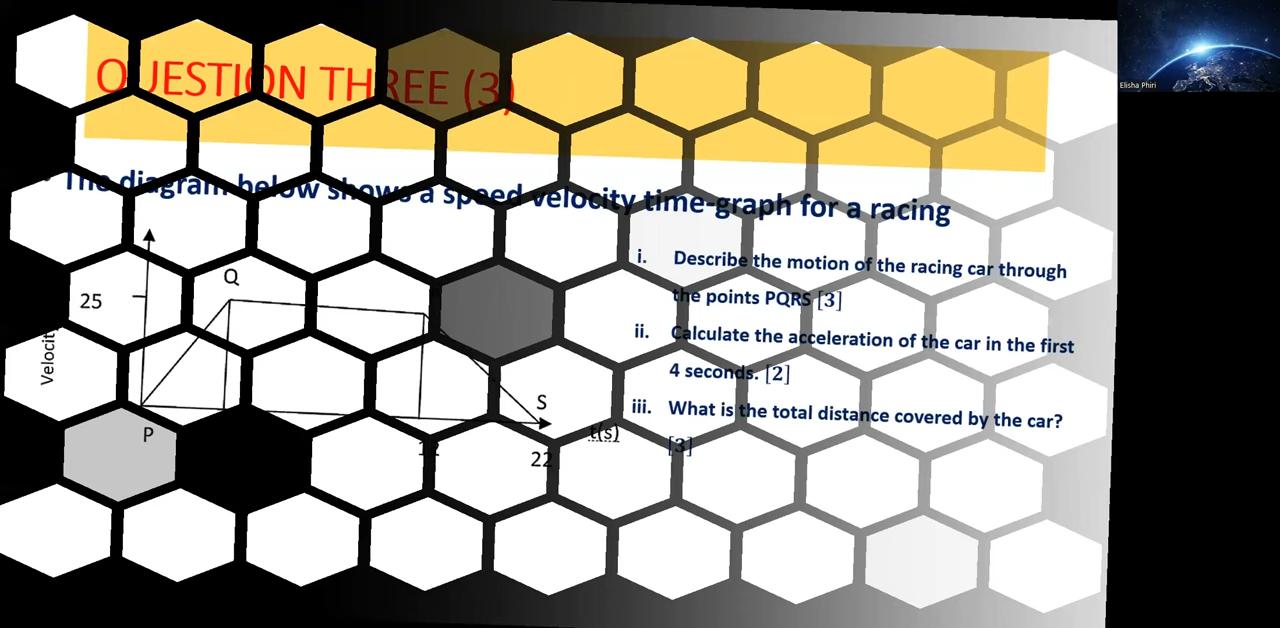 QUESTION THREE (3)
Elisha Phiri
The diagram below shows a speed velocity time-graph for a racing
i. Describe the motion of the racing car through
the points PQRS [3]
ii. Calculate the acceleration of the car in the first
4 seconds. [2]
iii. What is the total distance covered by the car?
[3]
Q
25
S
P
t(s)
22